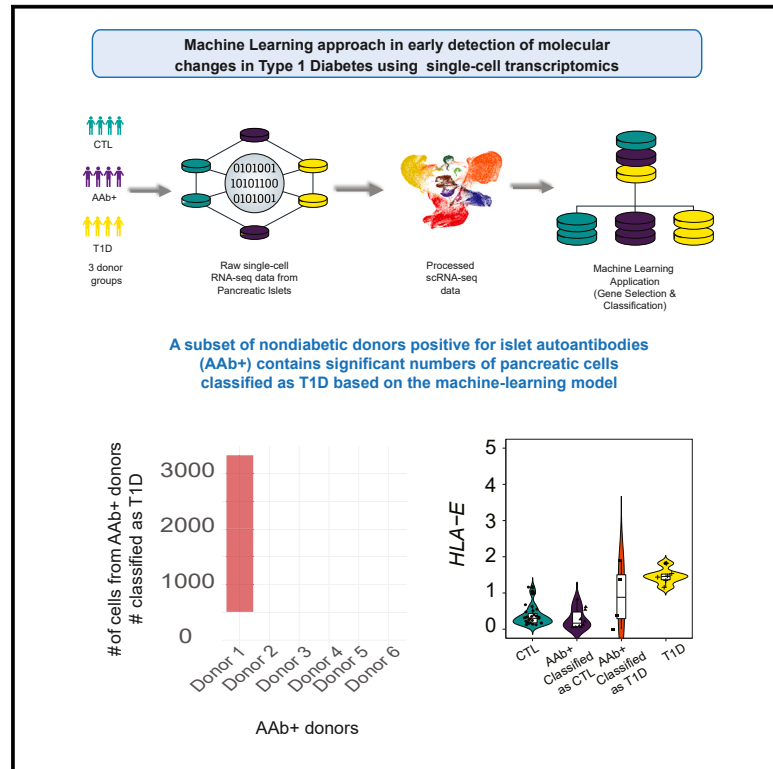 Machine Learning approach in early detection of molecular
changes in Type 1 Diabetes using single-cell transcriptomics
CTL
AAb+
T1D
3 donor
groups
0101001
10101100
0101001
Raw single-cell
RNA-seq data from
Pancreatic Islets
Processed
scRNA-seq
data
Machine Learning
Application
(Gene Selection &
Classification)
A subset of nondiabetic donors positive for islet autoantibodies
(AAb+) contains significant numbers of pancreatic cells
classified as T1D based on the machine-learning model
# of cells from AAb+ donors
# classified as T1D
3000
2000
1000
0
Donor 1
Donor 2
Donor 3
Donor 4
Donor 5
Donor 6
AAb+ donors
HLA-E
5
4
3
2
1
0
CTL
AAb+
Classified
as CTL
AAb+
Classified
as T1D
T1D